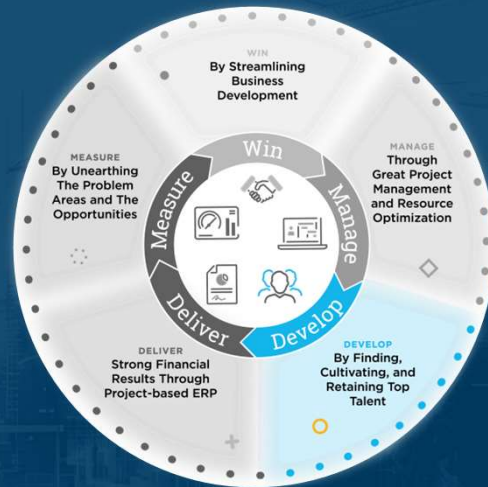 WIN
By Streamlining
Business
Development
MANAGE
Through
Great Project
Management
and Resource
Optimization
DEVELOP
By Finding,
Cultivating, and
Retaining Top
Talent
DELIVER
Strong Financial
Results Through
Project-based ERP
MEASURE
By Unearthing
The Problem
Areas and The
Opportunities
Win
Manage
Develop
Deliver
Measure